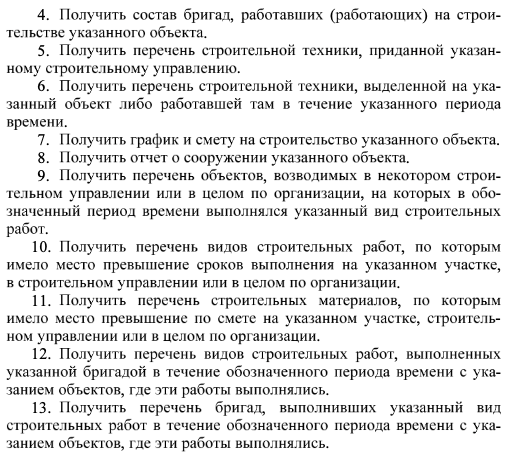 4. Получить состав бригад, работавших (работающих) на строи-
тельстве указанного объекта.
5. Получить перечень строительной техники, приданной указан-
ному строительному управлению.
6. Получить перечень строительной техники, выделенной на ука-
занный объект либо работавшей там в течение указанного периода
времени.
7. Получить график и смету на строительство указанного объекта.
8. Получить отчет о сооружении указанного объекта.
9. Получить перечень объектов, возводимых в некотором строи-
тельном управлении или в целом по организации, на которых в обо-
значенный период времени выполнялся указанный вид строительных
работ.
10. Получить перечень видов строительных работ, по которым
имело место превышение сроков выполнения на указанном участке,
в строительном управлении или в целом по организации.
11. Получить перечень строительных материалов, по которым
имело место превышение по смете на указанном участке, строитель-
ном управлении или в целом по организации.
12. Получить перечень видов строительных работ, выполненных
указанной бригадой в течение обозначенного периода времени с ука-
занием объектов, где эти работы выполнялись.
13. Получить перечень бригад, выполнивших указанный вид
строительных работ в течение обозначенного периода времени с ука-
занием объектов, где эти работы выполнялись.